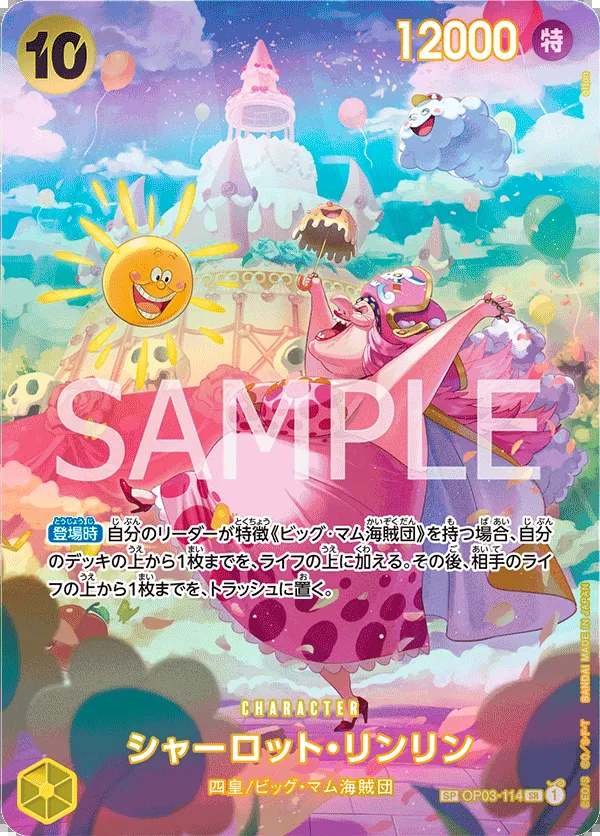 10
12000 特
SAMPLE
登場時 自分のリーダーが特徴《ビッグ・マム海賊団》を持つ場合、自分
のデッキの上から1枚までを、ライフの上に加える。その後、相手のライ
フの上から1枚までを、トラッシュに置く。
CHARACTER
シャーロット・リンリン
四皇/ビッグ・マム海賊団
SP OP03-114 SR 1
BANDAI MADE IN JAPAN